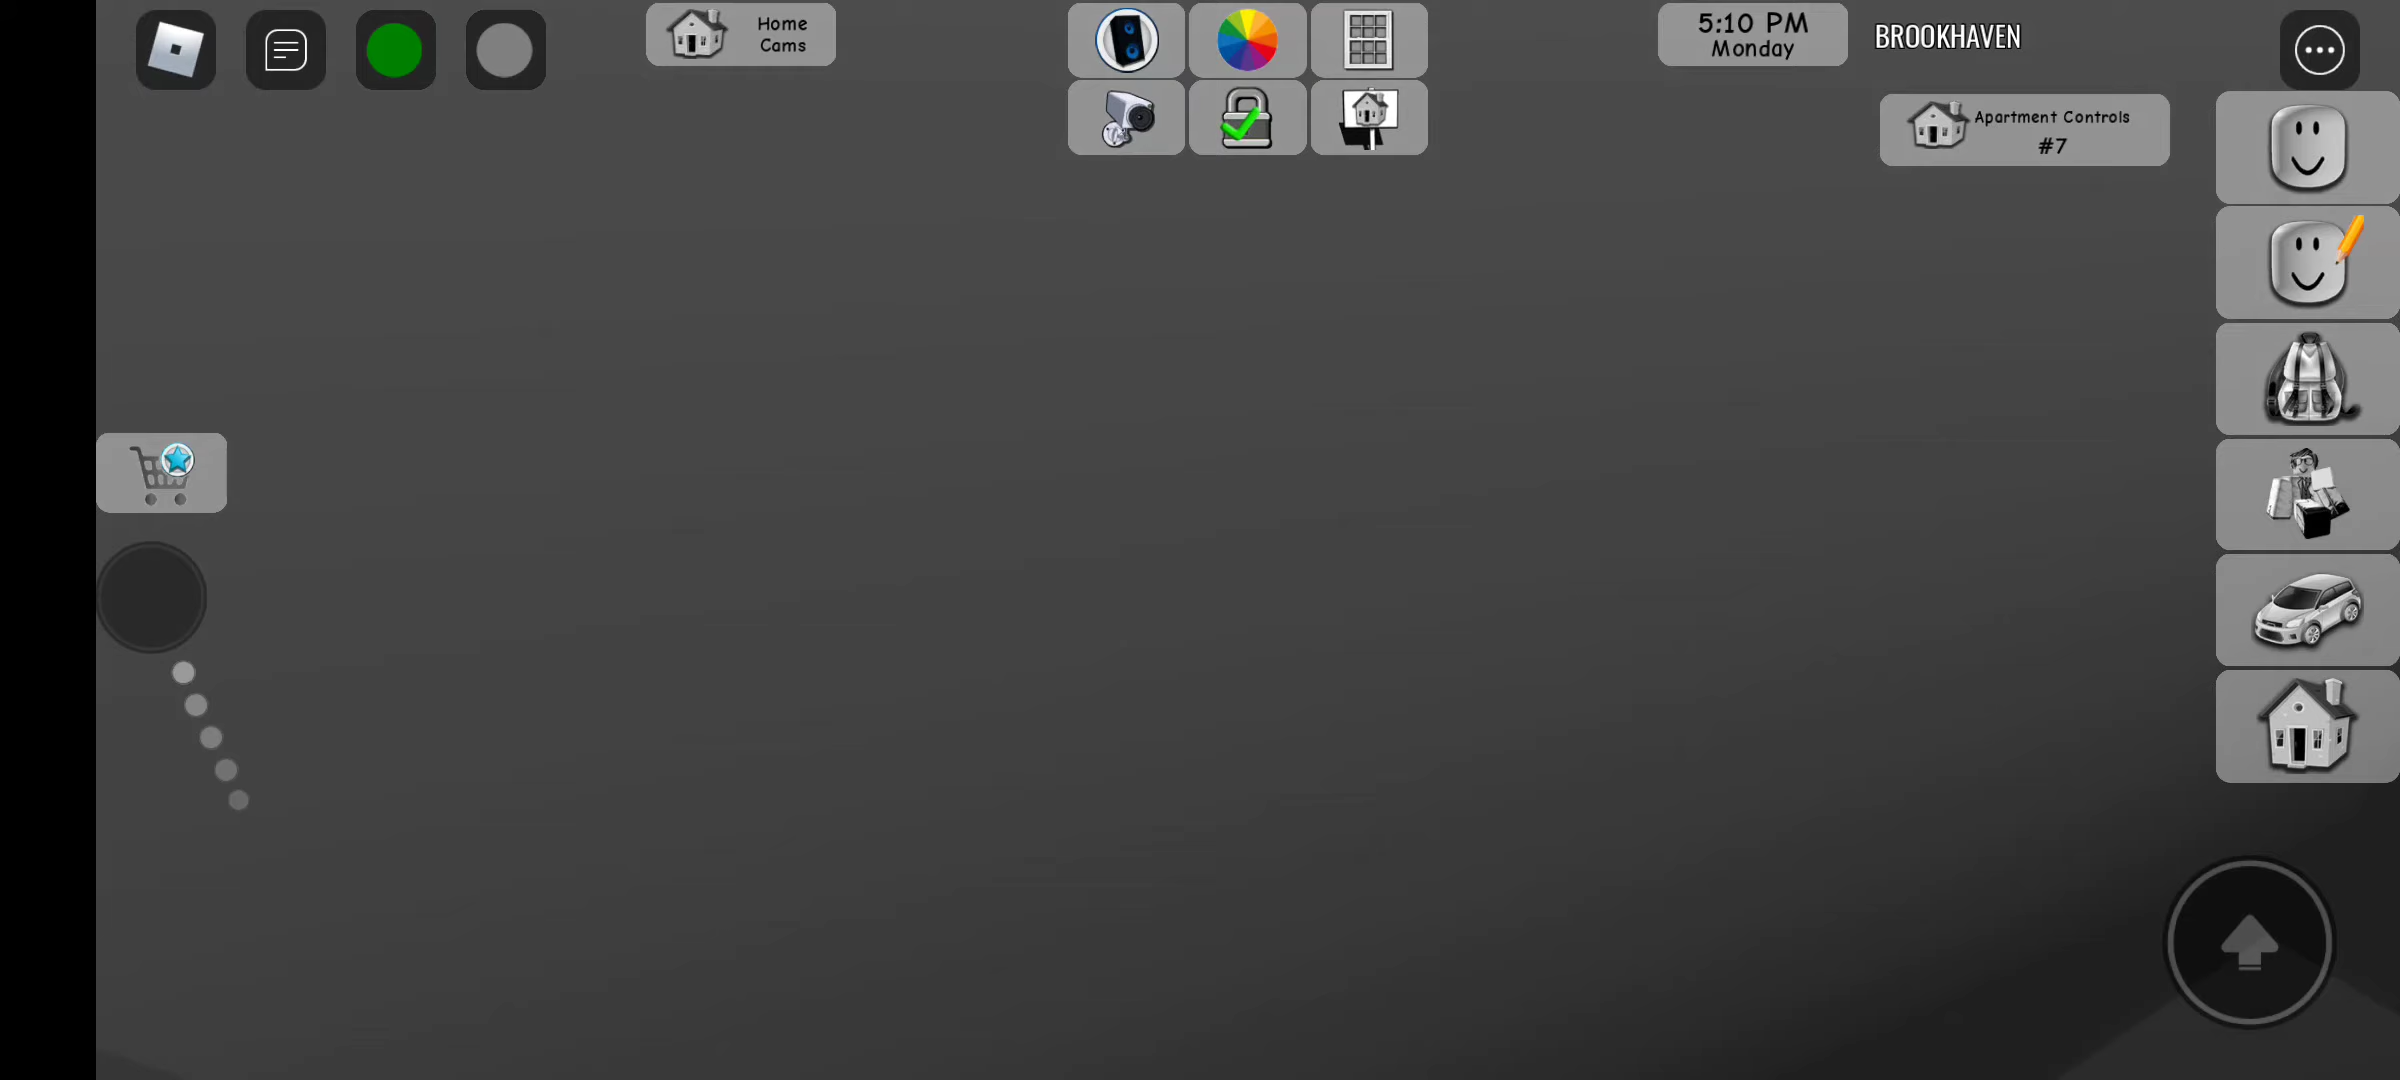 Home
Cams
5:10 PM
Monday
BROOKHAVEN
Apartment Controls
#7